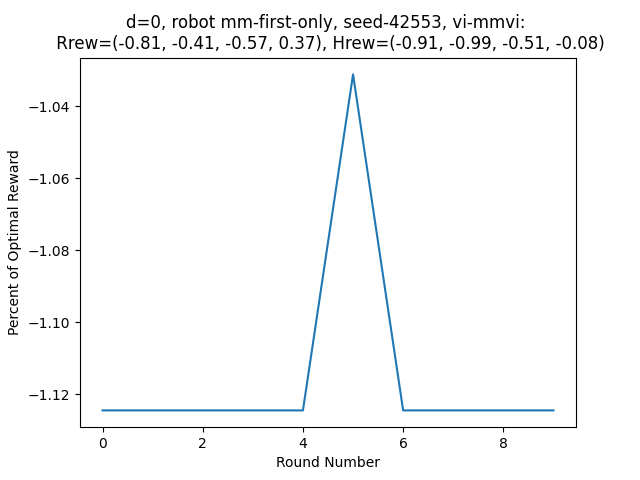 d=0, robot mm-first-only, seed-42553, vi-mmvi:
Rrew=(-0.81, -0.41, -0.57, 0.37), Hrew=(-0.91, -0.99, -0.51, -0.08)
−1.04
−1.06
−1.08
−1.10
−1.12
Percent of Optimal Reward
0 2 4 6 8
Round Number